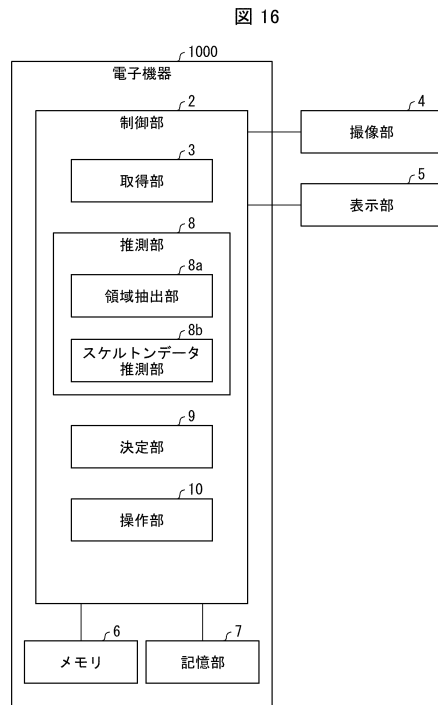 図 16
1000
電子機器
2
制御部
4
撮像部
3
取得部
5
表示部
8
推測部
8a
領域抽出部
8b
スケルトンデータ
推測部
9
決定部
10
操作部
6
メモリ
7
記憶部